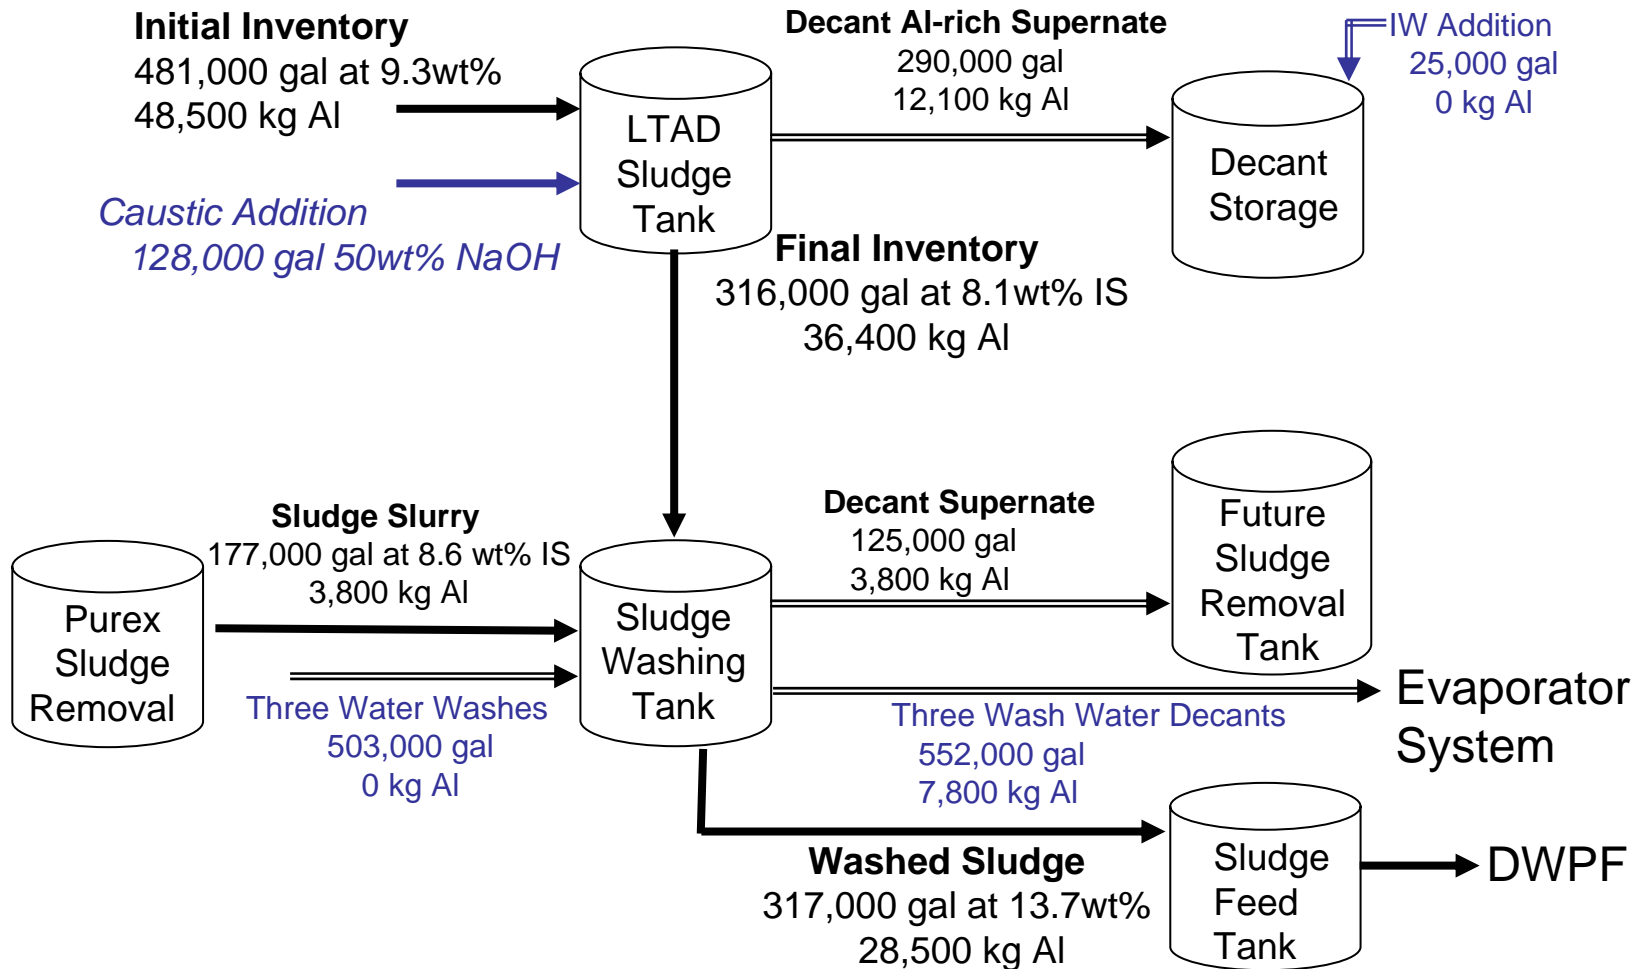 Initial Inventory
481,000 gal at 9.3wt%
48,500 kg Al
Caustic Addition
128,000 gal 50wt% NaOH
LTAD
Sludge
Tank
Decant Al-rich Supernate
290,000 gal
12,100 kg Al
IW Addition
25,000 gal
0 kg Al
Decant
Storage
Final Inventory
316,000 gal at 8.1wt% IS
36,400 kg Al
Purex
Sludge
Removal
Sludge Slurry
177,000 gal at 8.6 wt% IS
3,800 kg Al
Three Water Washes
503,000 gal
0 kg Al
Sludge
Washing
Tank
Decant Supernate
125,000 gal
3,800 kg Al
Future
Sludge
Removal
Tank
Three Wash Water Decants
552,000 gal
7,800 kg Al
Evaporator
System
Washed Sludge
317,000 gal at 13.7wt%
28,500 kg Al
Sludge
Feed
Tank
DWPF